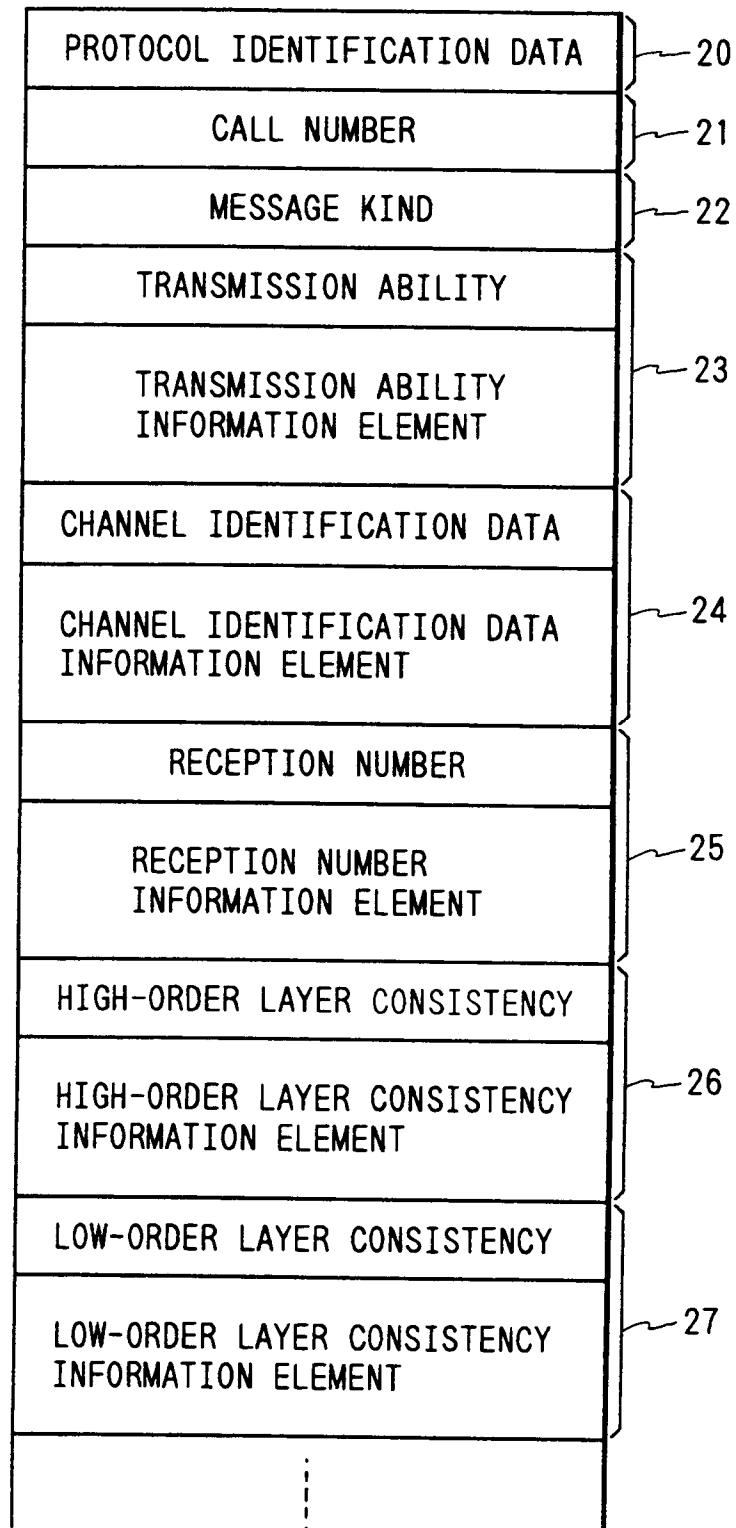 PROTOCOL IDENTIFICATION DATA 20
CALL NUMBER 21
MESSAGE KIND 22
TRANSMISSION ABILITY
TRANSMISSION ABILITY
INFORMATION ELEMENT
23
CHANNEL IDENTIFICATION DATA
CHANNEL IDENTIFICATION DATA
INFORMATION ELEMENT
24
RECEPTION NUMBER
RECEPTION NUMBER
INFORMATION ELEMENT
25
HIGH-ORDER LAYER CONSISTENCY
HIGH-ORDER LAYER CONSISTENCY
INFORMATION ELEMENT
26
LOW-ORDER LAYER CONSISTENCY
LOW-ORDER LAYER CONSISTENCY
INFORMATION ELEMENT
27